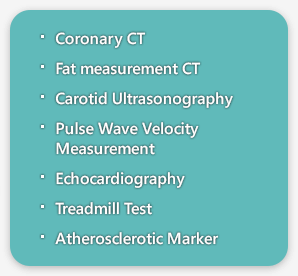 Coronary CT
Fat measurement CT
Carotid Ultrasonography
Pulse Wave Velocity
Measurement
Echocardiography
Treadmill Test
Atherosclerotic Marker